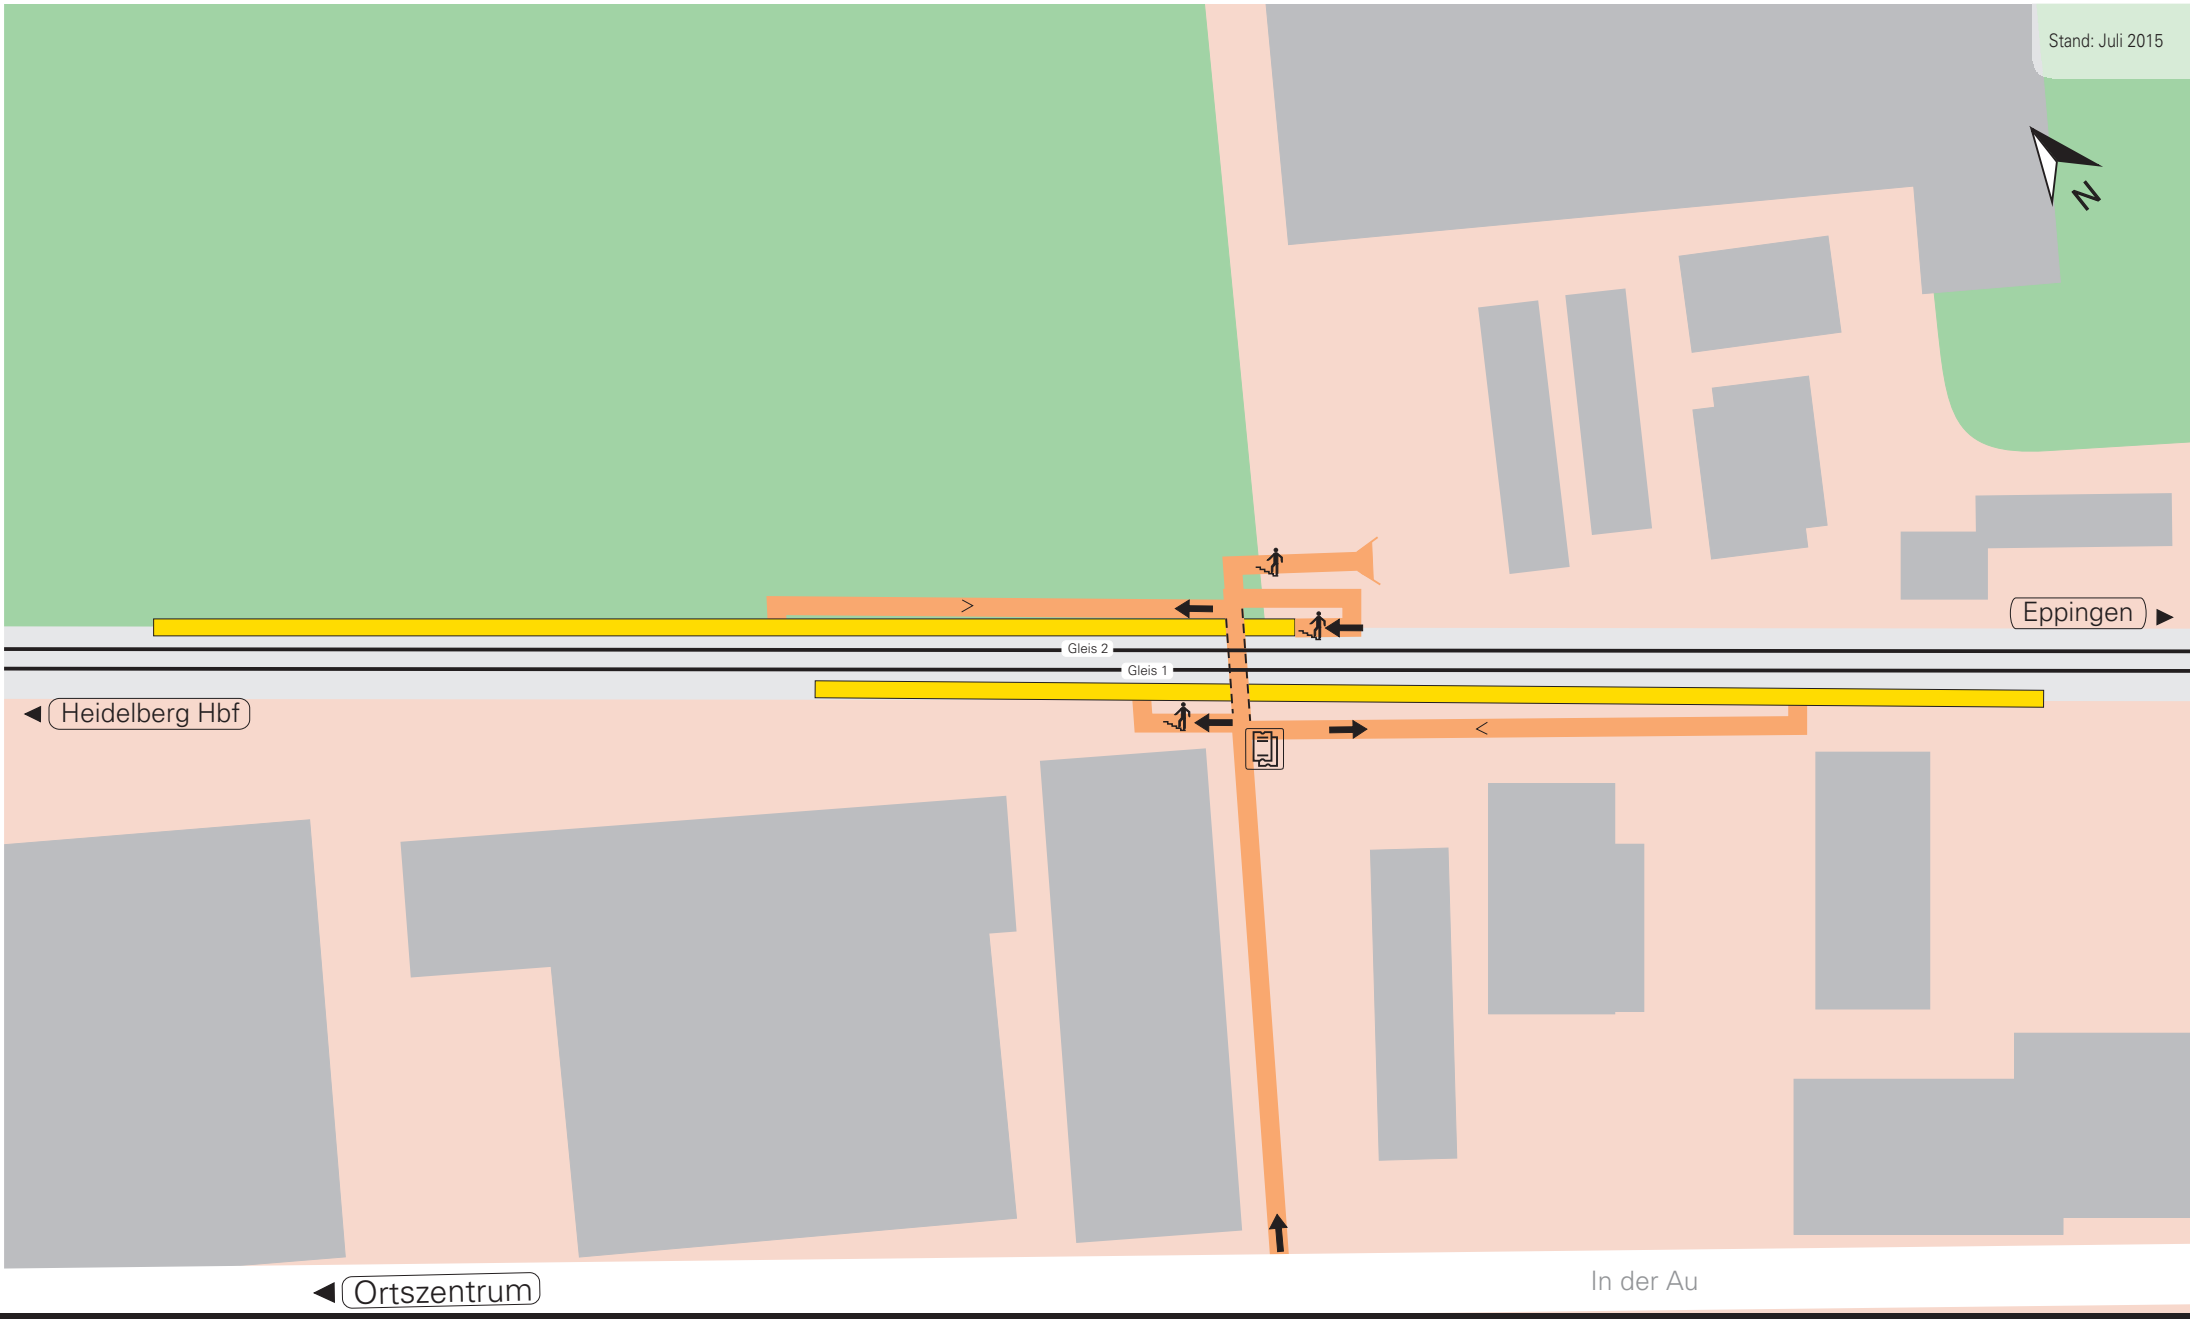 Stand: Juli 2015
N
Eppingen
Gleis 2
Gleis 1
Heidelberg Hbf
In der Au
Ortszentrum